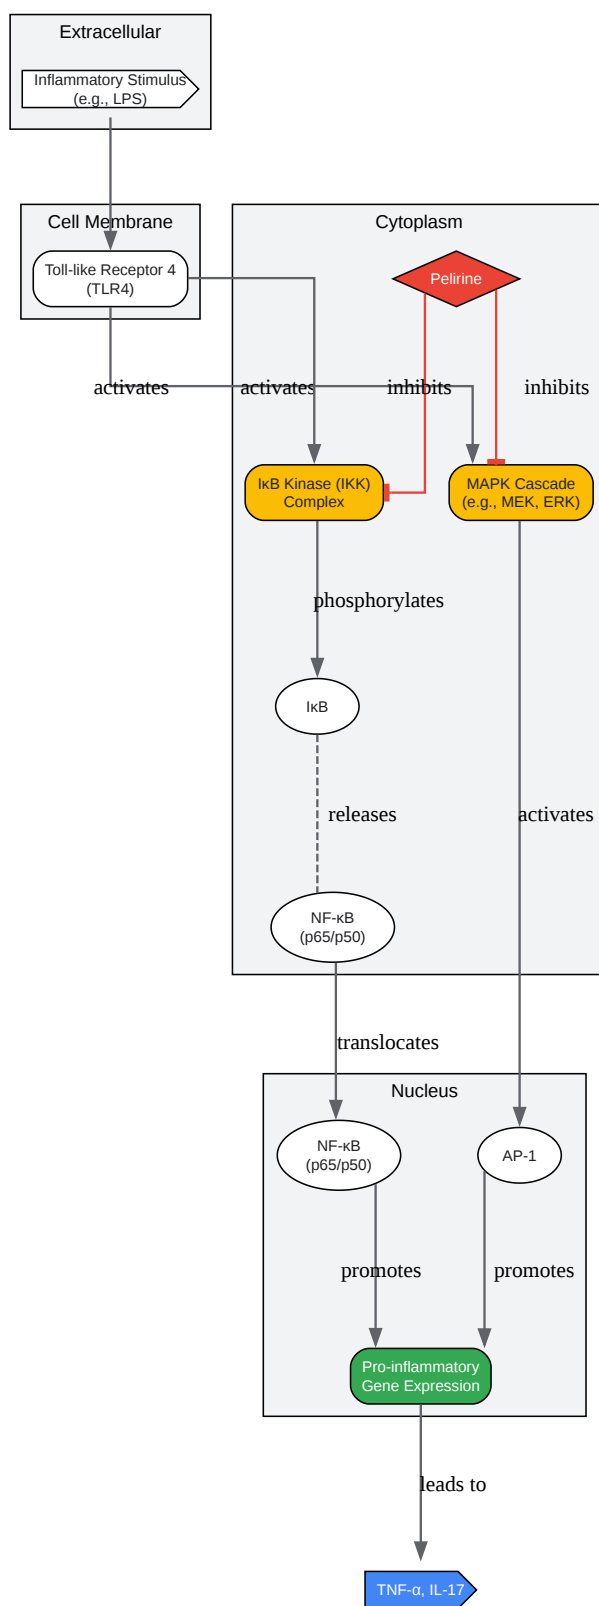 Extracellular
Inflammatory Stimulus
(e.g., LPS)
Cell Membrane
Cytoplasm
Toll-like Receptor 4
(TLR4)
Pelirine
activates
activates
inhibits
inhibits
IκB Kinase (IKK)
Complex
MAPK Cascade
(e.g., MEK, ERK)
phosphorylates
IκB
releases
activates
NF-κB
(p65/p50)
translocates
Nucleus
NF-κB
(p65/p50)
AP-1
promotes
promotes
Pro-inflammatory
Gene Expression
leads to
TNF-α, IL-17